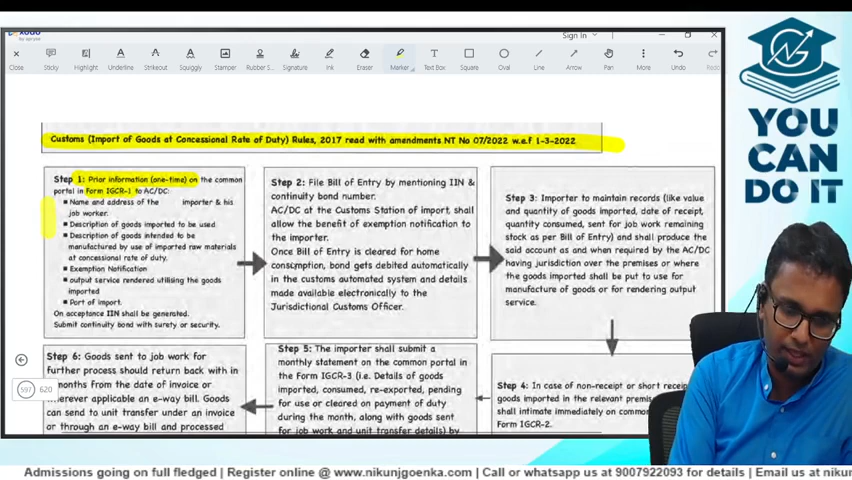 Sign In
Close
Sticky
Highlight
Underline
Strikeout
Squiggly
Stamper
Rubber S...
Signature
Ink
Eraser
Marker
Text Box
Square
Oval
Line
Arrow
Pan
More
Undo
Redo
NG
YOU
CAN
DO IT
Customs (Import of Goods at Concessional Rate of Duty) Rules, 2017 read with amendments.NT No 07/2022 w.e.f 1-3-2022
Step 1: Prior information (one-time) on the common
portal in Form IGCR-1 to AC/DC:
■ Name and address of the importer & his
job worker.
■ Description of goods imported to be used
■ Description of goods intended to be
manufactured by use of imported raw materials
at concessional rate of duty.
■ Exemption Notification
■ output service rendered utilising the goods
imported
■ Port of import.
On acceptance IIN shall be generated.
Submit continuity bond with surety or security.
Step 2: File Bill of Entry by mentioning IIN &
continuity bond number.
AC/DC at the Customs Station of import, shall
allow the benefit of exemption notification to
the importer.
Once Bill of Entry is cleared for home
consumption, bond gets debited automatically
in the customs automated system and details
made available electronically to the
Jurisdictional Customs Officer.
Step 3: Importer to maintain records (like value
and quantity of goods imported, date of receipt,
quantity consumed, sent for job work remaining
stock as per Bill of Entry) and shall produce the
said account as and when required by the AC/DC
having jurisdiction over the premises or where
the goods imported shall be put to use for
manufacture of goods or for rendering output
service.
Step 6: Goods sent to job work for
further process should return back with in
months from the date of invoice or
wherever applicable an e-way bill. Goods
can send to unit transfer under an invoice
or through an e-way bill and processed
597 620
Step 5: The importer shall submit a
monthly statement on the common portal in
the Form IGCR-3 (i.e. Details of goods
imported, consumed, re-exported, pending
for use or cleared on payment of duty
during the month, along with goods sent
for job work and unit transfer details) by
Step 4: In case of non-receipt or short receip
goods imported in the relevant premis
shall intimate immediately on commo
Form IGCR-2.
Admissions going on full fledged | Register online @ www.nikunjgoenka.com | Call or whatsapp us at 9007922093 for details | Email us at nikun